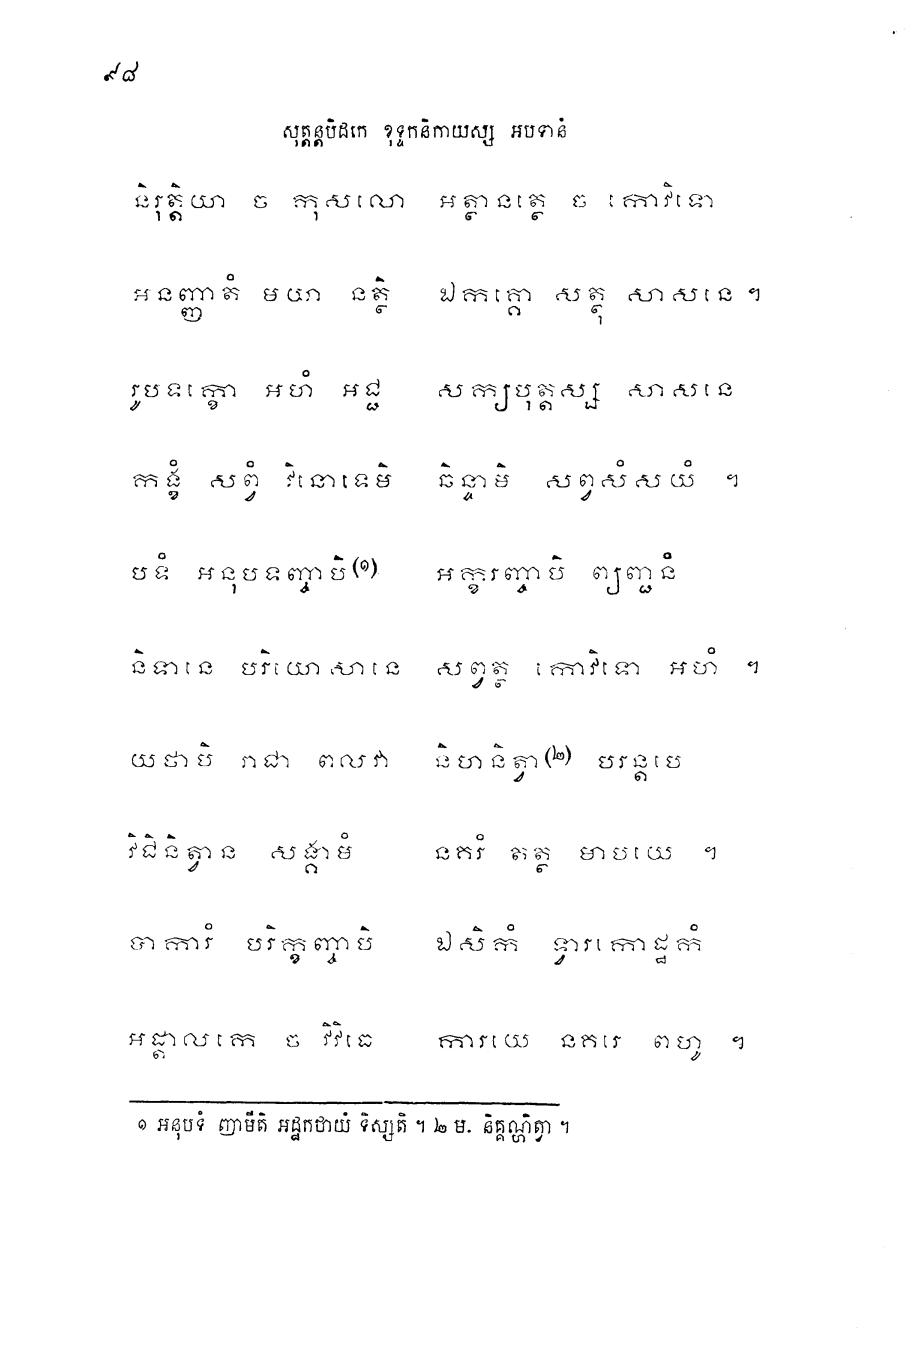 ៩៨
សុត្តន្តបិដកេ ខុទ្ទកនិកាយស្ស អបទានំ
និរុត្តិយា ច កុសលោ អត្ថានត្ថេ ច កោវិទោ
អនញ្ញាតំ មយា នត្ថិ ឯកគ្គោ សត្ថុ សាសនេ ។
រូបទក្ខោ អហំ អជ្ជ សក្យបុត្តស្ស សាសនេ
កង្ខំ សព្វំ វិនោទេមិ ឆិន្ទាមិ សព្វសំសយំ ។
បទំ អនុបទញ្ចាបិ(១) អក្ខរញ្ចាបិ ព្យញ្ជនំ
និទានេ បរិយោសានេ សព្វត្ថ កោវិទោ អហំ ។
យថាបិ រាជា ពលវា និហនិត្វា(២) បរន្តបេ
វិជិនិត្វាន សង្គាមំ នគរំ តត្ថ មាបយេ ។
បាការំ បរិក្ខញ្ចាបិ ឯសិកំ ទ្វារកោដ្ឋកំ
អដ្តាលកេ ច វិវិធេ ការយេ នគរេ ពហូ ។
១ អនុបទំ ញាមីតិ អដ្ឋកថាយំ ទិស្សតិ ។ ២ ម. និគ្គណ្ហិត្វា ។